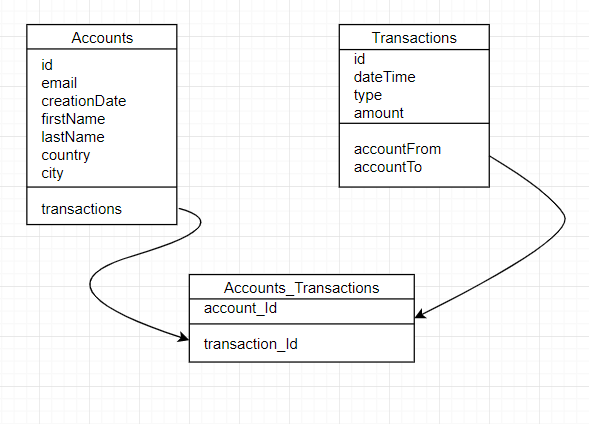 Accounts
id
email
creationDate
firstName
lastName
country
city
transactions
Transactions
id
dateTime
type
amount
accountFrom
accountTo
Accounts_Transactions
account_Id
transaction_Id